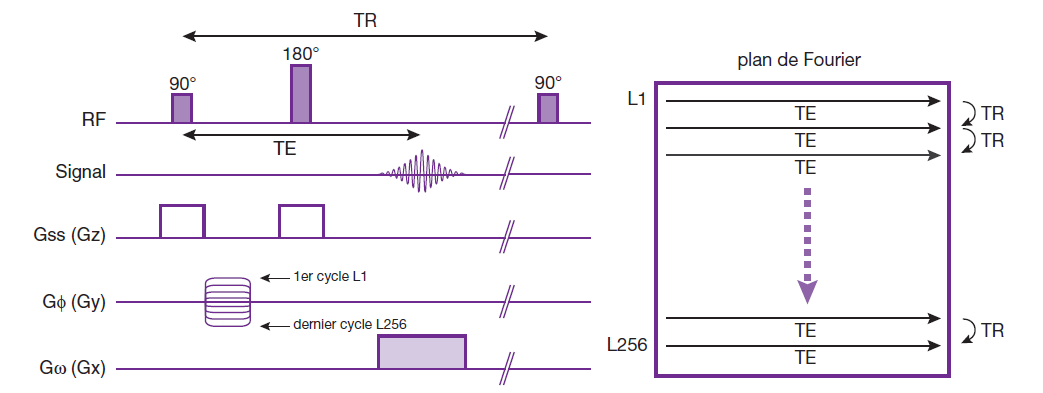 TR
180°
90°
90°
RF
TE
Signal
Gss (Gz)
1er cycle L1
Gϕ (Gy)
dernier cycle L256
Gω (Gx)
plan de Fourier
L1
TE
TR
TE
TR
TE
TE
TR
L256
TE